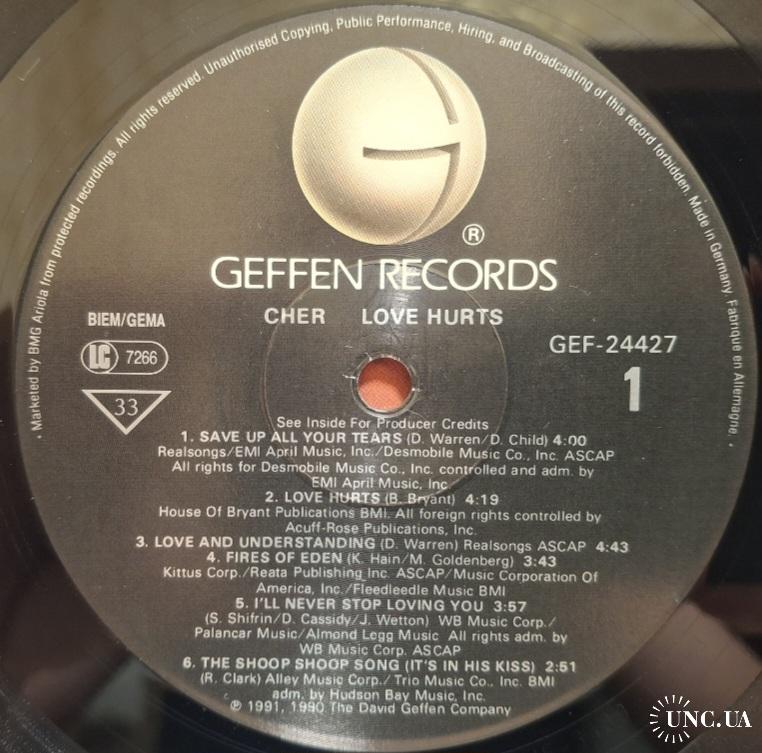 · Marketed by BMG Ariola from protected recordings. All rights reserved. Unauthorised Copying, Public Performance, Hiring, and Broadcasting of this record forbidden. Made in Germany. Fabriqué en Allemagne. ·
®
GEFFEN RECORDS
CHER LOVE HURTS
BIEM/GEMA
LC 7266
33
GEF-24427
1
See Inside For Producer Credits
1. SAVE UP ALL YOUR TEARS (D. Warren/D. Child) 4:00
Realsongs/EMI April Music, Inc./Desmobile Music Co., Inc. ASCAP
All rights for Desmobile Music Co., Inc. controlled and adm. by
EMI April Music, Inc.
2. LOVE HURTS (B. Bryant) 4:19
House Of Bryant Publications BMI. All foreign rights controlled by
Acuff-Rose Publications, Inc.
3. LOVE AND UNDERSTANDING (D. Warren) Realsongs ASCAP 4:43
4. FIRES OF EDEN (K. Hain/M. Goldenberg) 3:43
Kittus Corp./Reata Publishing Inc. ASCAP/Music Corporation Of
America, Inc./Fleedleedle Music BMI
5. I'LL NEVER STOP LOVING YOU 3:57
(S. Shifrin/D. Cassidy/J. Wetton) WB Music Corp./
Palancar Music/Almond Legg Music All rights adm. by
WB Music Corp. ASCAP
6. THE SHOOP SHOOP SONG (IT'S IN HIS KISS) 2:51
(R. Clark) Alley Music Corp./ Trio Music Co., Inc. BMI
adm. by Hudson Bay Music, Inc.
℗ 1991, 1990 The David Geffen Company
UNC.UA